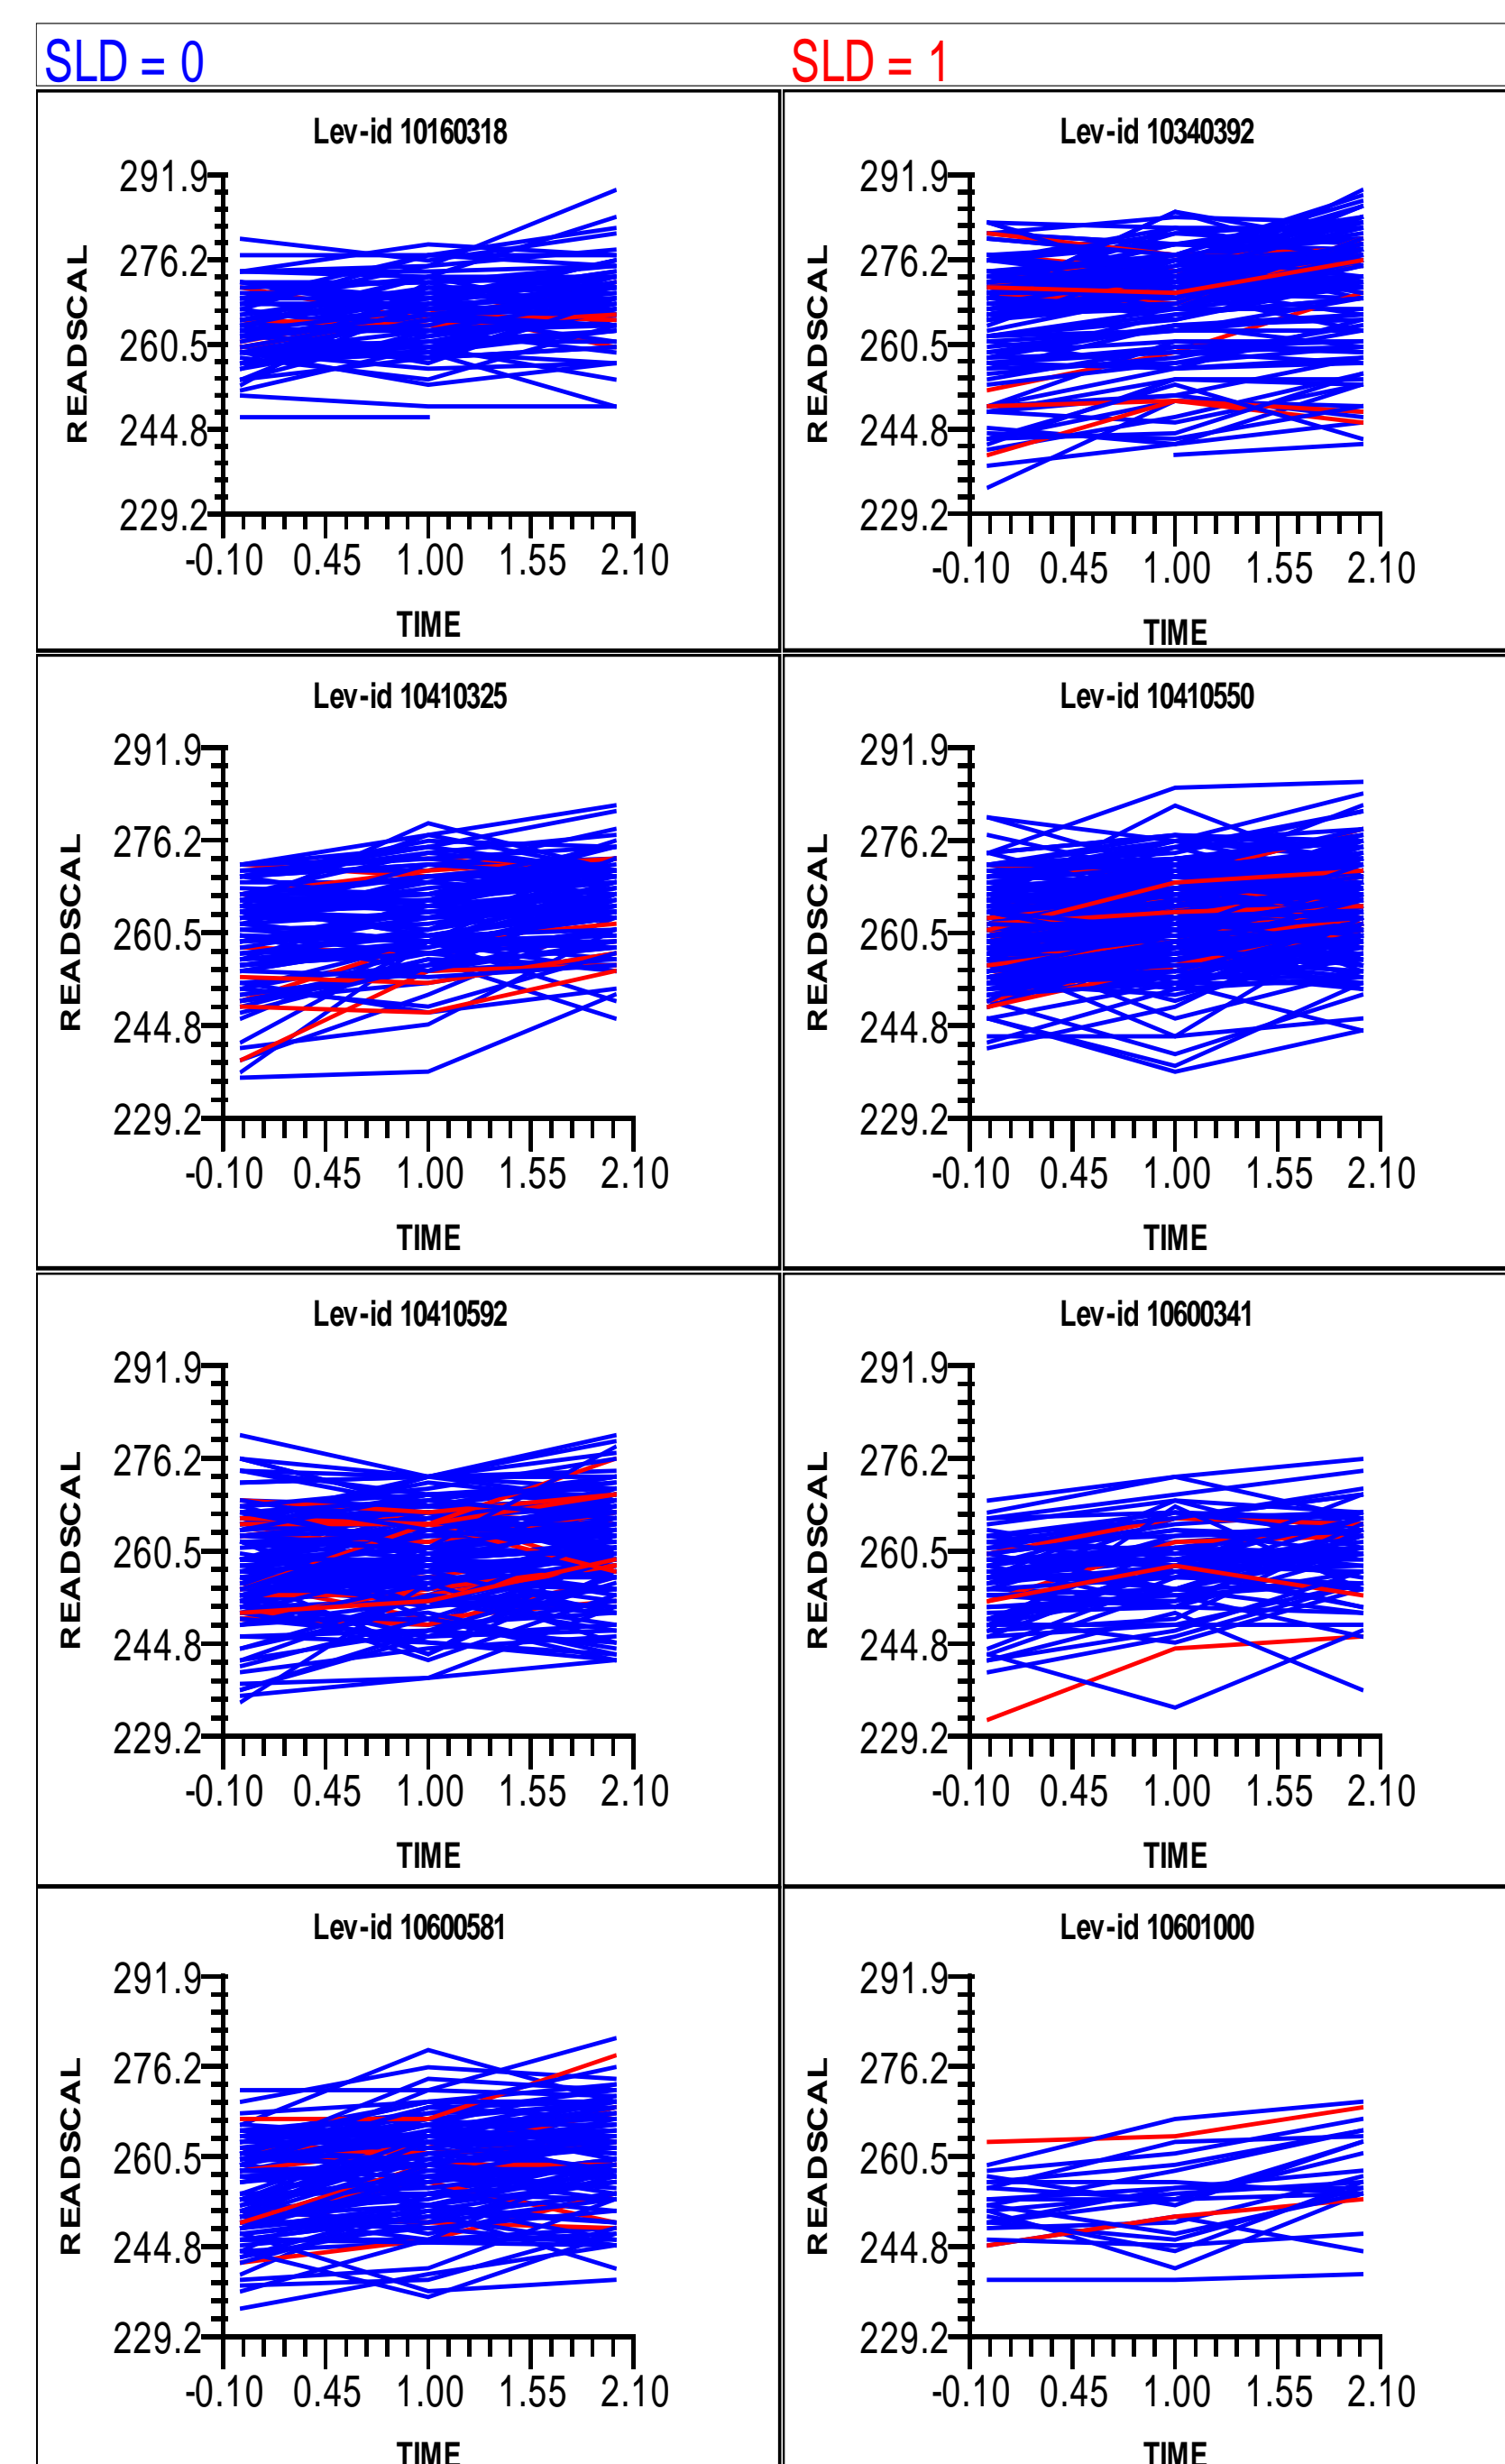 SLD = 0 SLD = 1
Lev-id 10160318
291.9
276.2
260.5
244.8
229.2
READSCAL
-0.10 0.45 1.00 1.55 2.10
TIME
Lev-id 10340392
291.9
276.2
260.5
244.8
229.2
READSCAL
-0.10 0.45 1.00 1.55 2.10
TIME
Lev-id 10410325
291.9
276.2
260.5
244.8
229.2
READSCAL
-0.10 0.45 1.00 1.55 2.10
TIME
Lev-id 10410550
291.9
276.2
260.5
244.8
229.2
READSCAL
-0.10 0.45 1.00 1.55 2.10
TIME
Lev-id 10410592
291.9
276.2
260.5
244.8
229.2
READSCAL
-0.10 0.45 1.00 1.55 2.10
TIME
Lev-id 10600341
291.9
276.2
260.5
244.8
229.2
READSCAL
-0.10 0.45 1.00 1.55 2.10
TIME
Lev-id 10600581
291.9
276.2
260.5
244.8
229.2
READSCAL
-0.10 0.45 1.00 1.55 2.10
TIME
Lev-id 10601000
291.9
276.2
260.5
244.8
229.2
READSCAL
-0.10 0.45 1.00 1.55 2.10
TIME